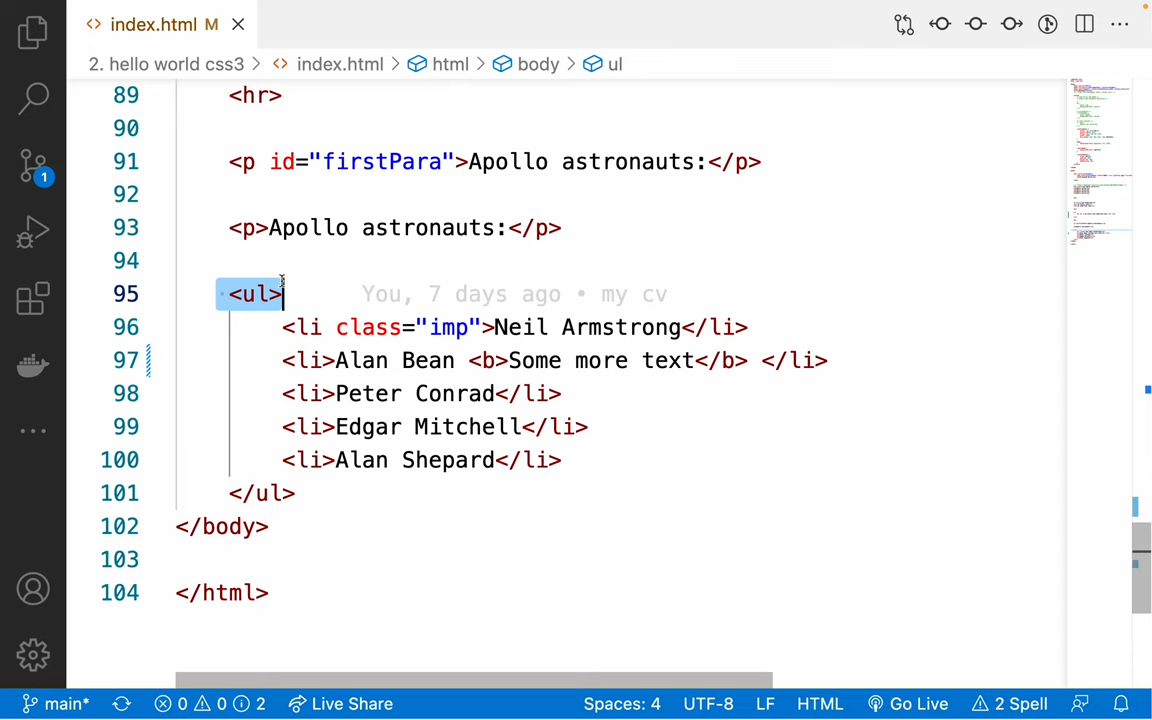 index.html M
2. hello world css3 > index.html > html > body > ul
89 <hr>
90
91 <p id="firstPara">Apollo astronauts:</p>
92
93 <p>Apollo astronauts:</p>
94
95 <ul> You, 7 days ago • my cv
96 <li class="imp">Neil Armstrong</li>
97 <li>Alan Bean <b>Some more text</b> </li>
98 <li>Peter Conrad</li>
99 <li>Edgar Mitchell</li>
100 <li>Alan Shepard</li>
101 </ul>
102 </body>
103
104 </html>
1
main* 0 0 2 Live Share Spaces: 4 UTF-8 LF HTML Go Live 2 Spell